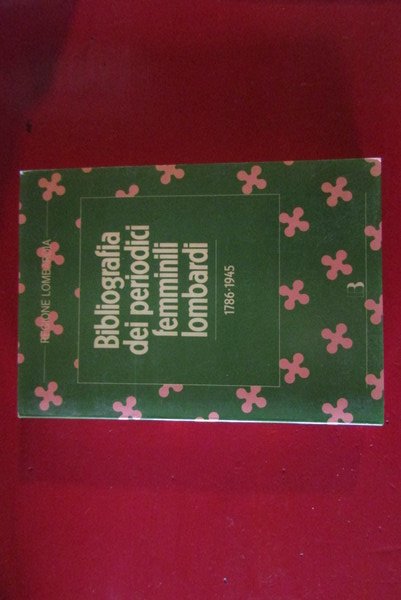 REGIONE LOMBARDIA
Bibliografia
dei periodici
femminili
lombardi
1786-1945
B